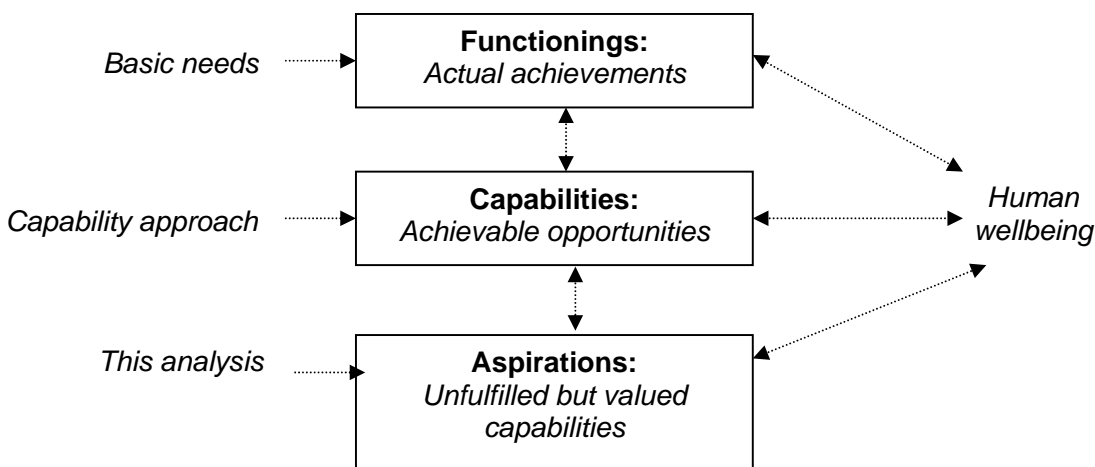 Basic needs
Functionings:
Actual achievements
Capability approach
Capabilities:
Achievable opportunities
Human
wellbeing
This analysis
Aspirations:
Unfulfilled but valued
capabilities